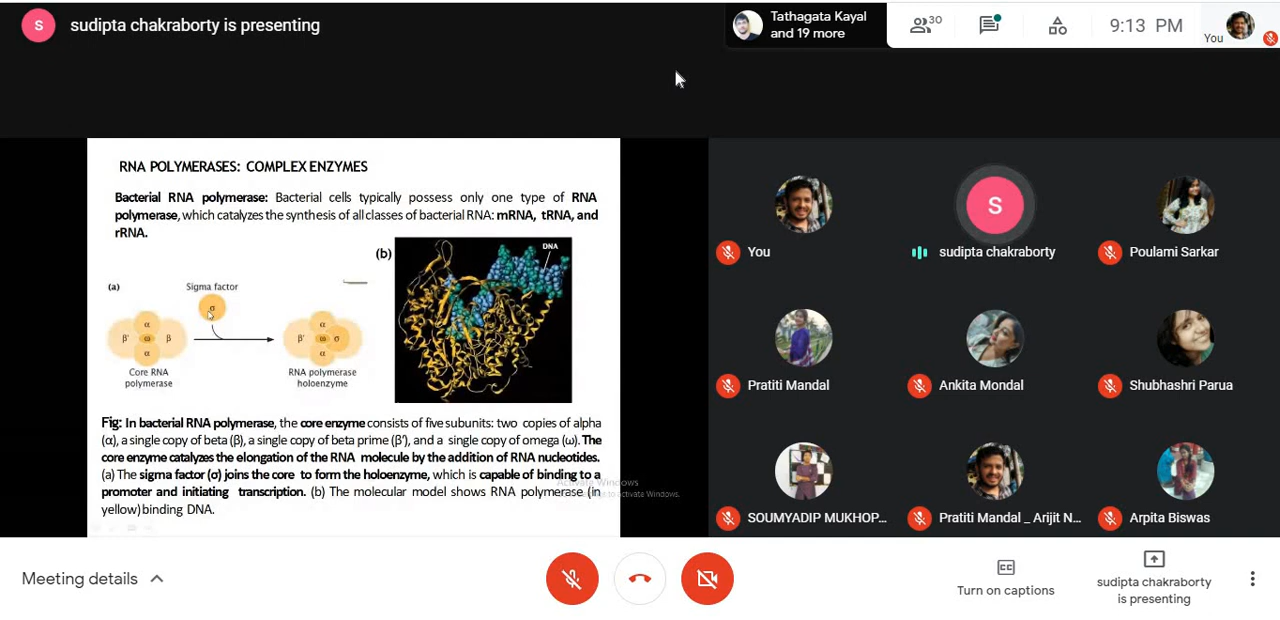 S
sudipta chakraborty is presenting
Tathagata Kayal
and 19 more
30
9:13 PM
You
RNA POLYMERASES: COMPLEX ENZYMES
Bacterial RNA polymerase: Bacterial cells typically possess only one type of RNA
polymerase, which catalyzes the synthesis of all classes of bacterial RNA: mRNA, tRNA, and
rRNA.
(a)
Sigma factor
σ
α
β' ω β
α
Core RNA
polymerase
α
β' ω σ
α
RNA polymerase
holoenzyme
(b)
DNA
Fig: In bacterial RNA polymerase, the core enzyme consists of five subunits: two copies of alpha
(α), a single copy of beta (β), a single copy of beta prime (β'), and a single copy of omega (ω). The
core enzyme catalyzes the elongation of the RNA molecule by the addition of RNA nucleotides.
(a) The sigma factor (σ) joins the core to form the holoenzyme, which is capable of binding to a
promoter and initiating transcription. (b) The molecular model shows RNA polymerase (in
yellow) binding DNA.
Activate Windows
to activate Windows.
You
S
sudipta chakraborty
Poulami Sarkar
Pratiti Mandal
Ankita Mondal
Shubhashri Parua
SOUMYADIP MUKHOP...
Pratiti Mandal _ Arijit N...
Arpita Biswas
Meeting details
CC
Turn on captions
sudipta chakraborty
is presenting